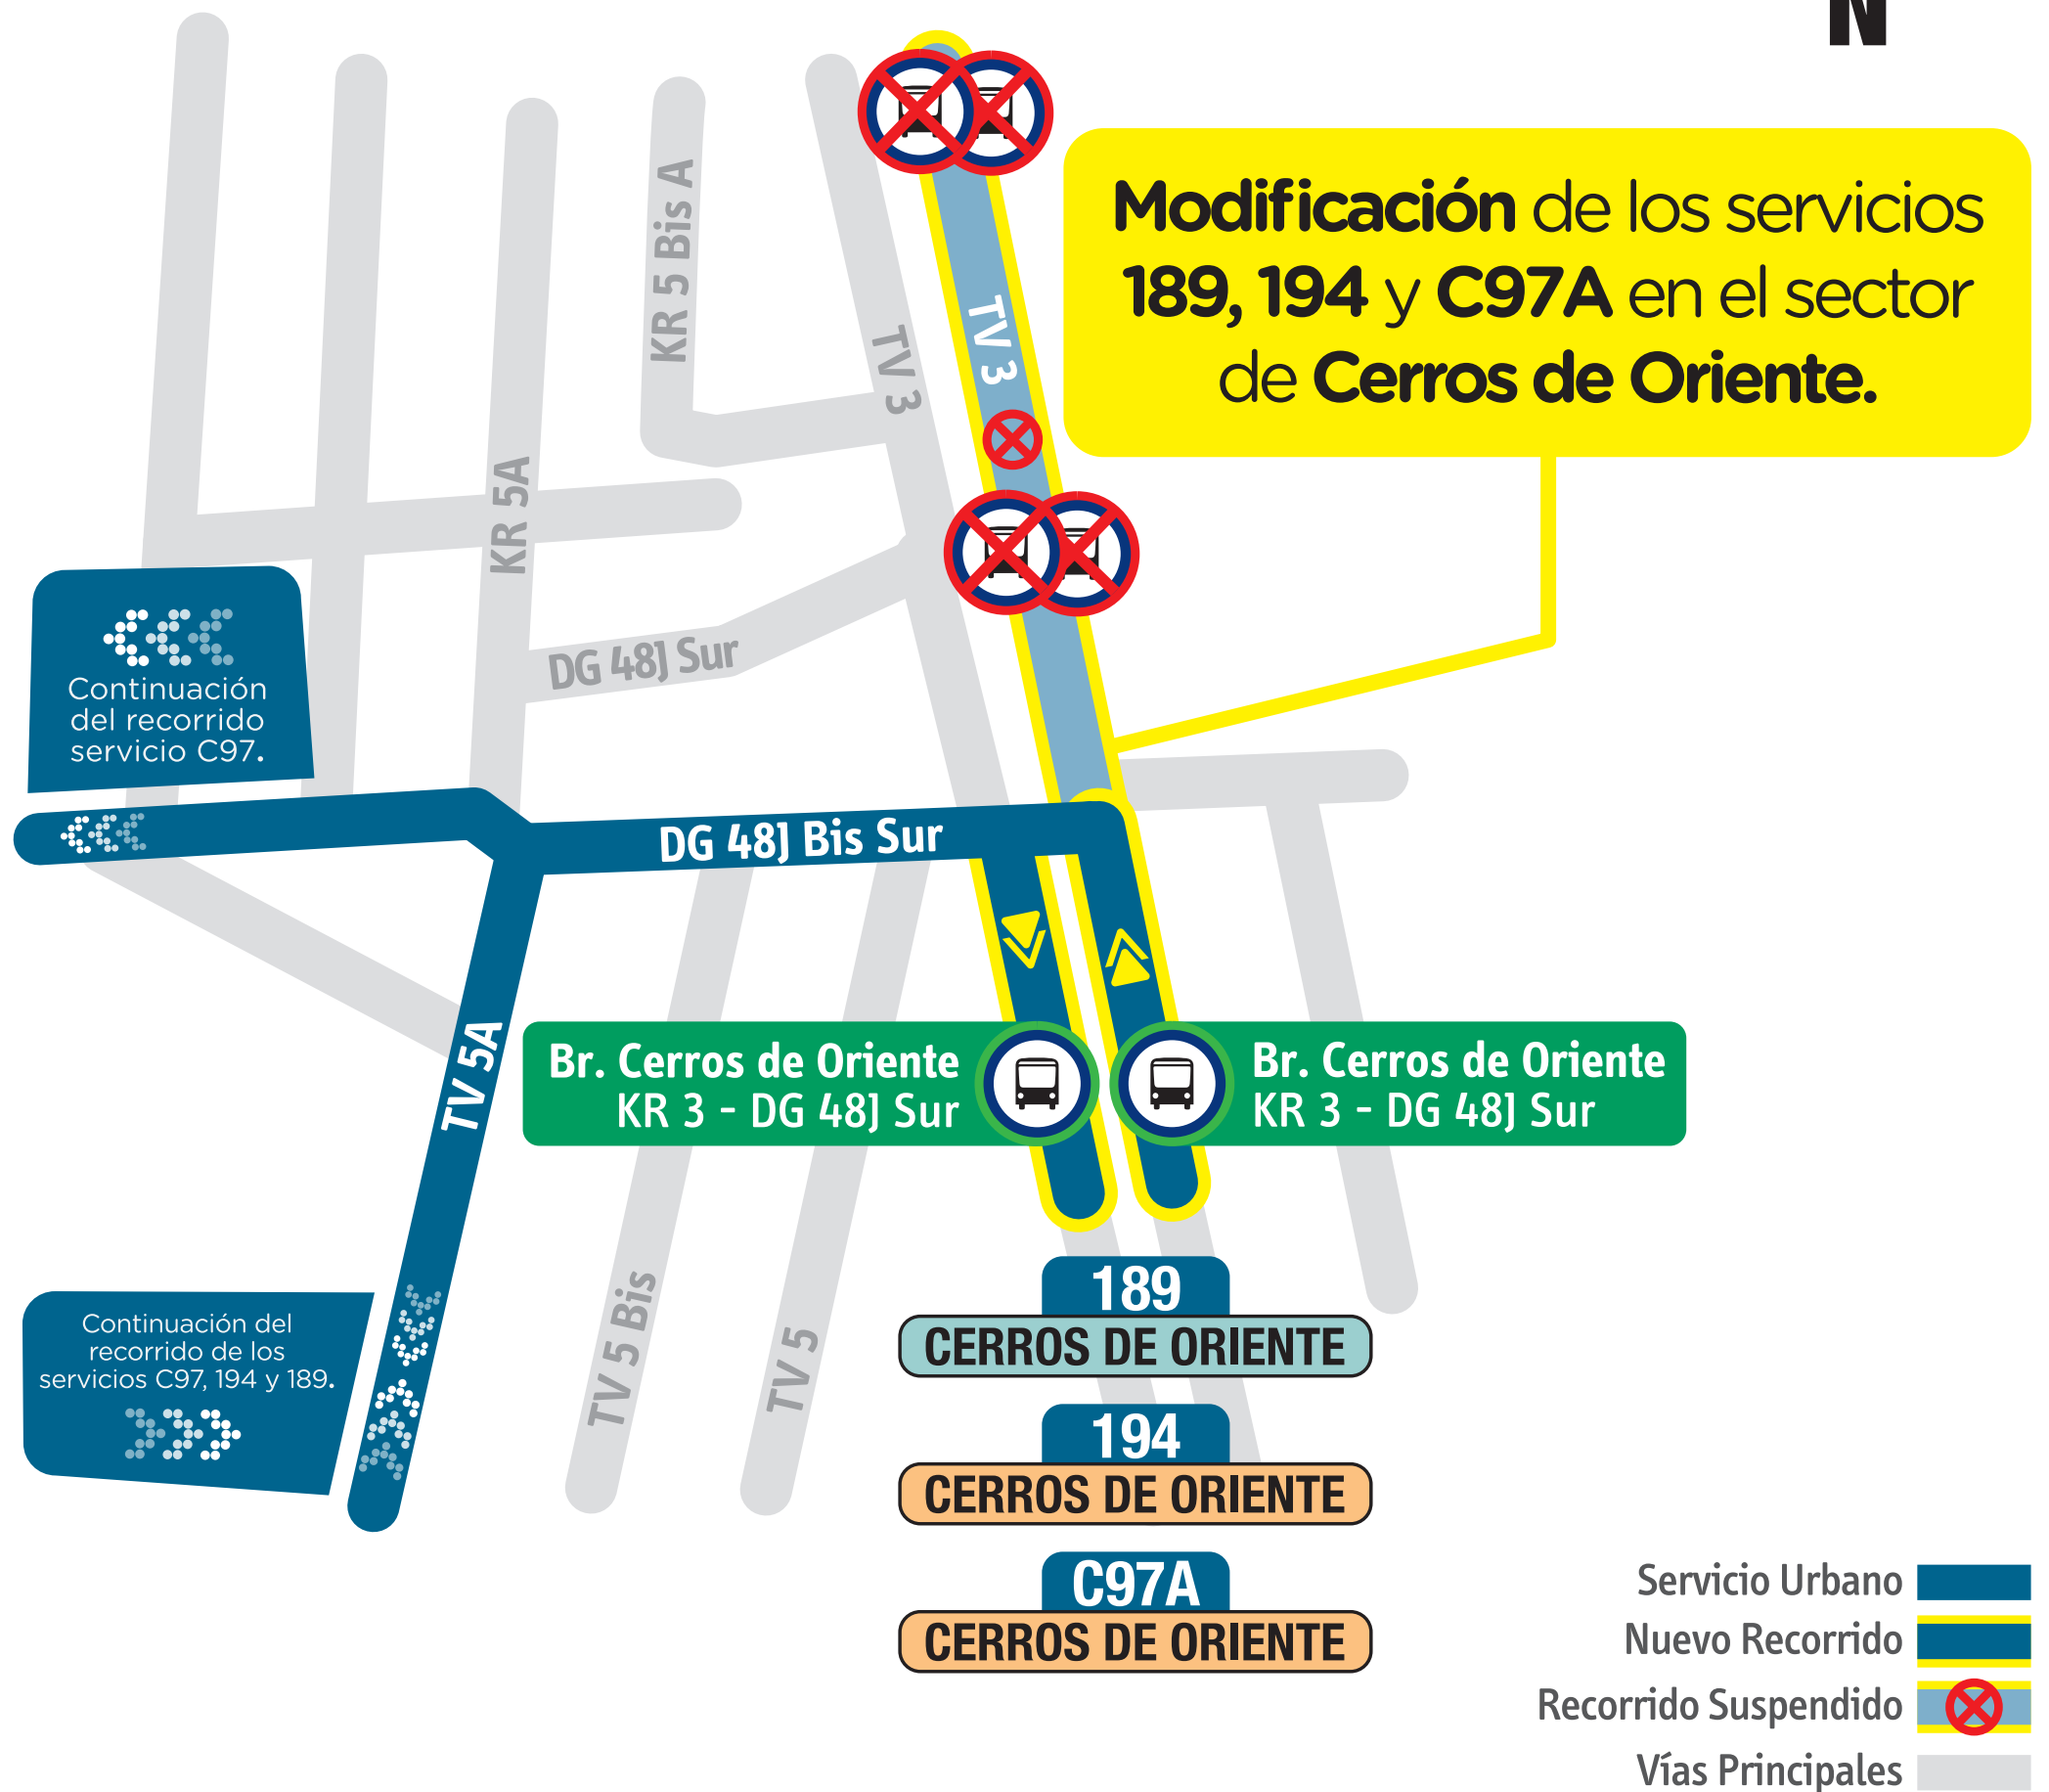 N
Modificación de los servicios
189, 194 y C97A en el sector
de Cerros de Oriente.
KR 5 Bis A
TV 3
TV 3
KR 5A
DG 48J Sur
Continuación
del recorrido
servicio C97.
DG 48J Bis Sur
TV 5A
Br. Cerros de Oriente
KR 3 - DG 48J Sur
Br. Cerros de Oriente
KR 3 - DG 48J Sur
Continuación del
recorrido de los
servicios C97, 194 y 189.
TV 5 Bis
TV 5
189
CERROS DE ORIENTE
194
CERROS DE ORIENTE
C97A
CERROS DE ORIENTE
Servicio Urbano
Nuevo Recorrido
Recorrido Suspendido
Vías Principales